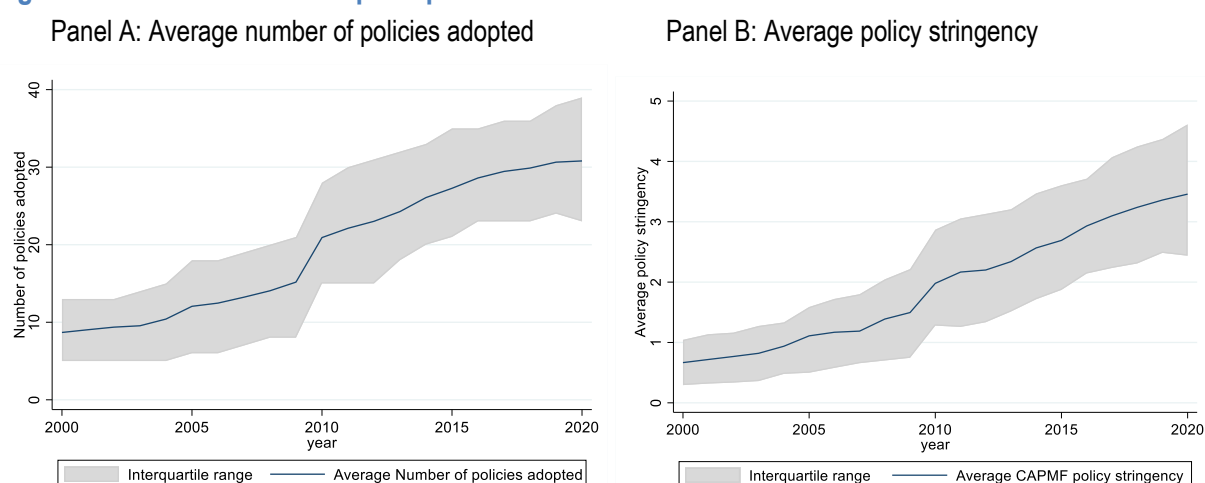 Panel A: Average number of policies adopted
Number of policies adopted
40
30
20
10
0
2000 2005 2010 2015 2020
year
Interquartile range Average Number of policies adopted
Panel B: Average policy stringency
Average policy stringency
5
4
3
2
1
0
2000 2005 2010 2015 2020
year
Interquartile range Average CAPMF policy stringency